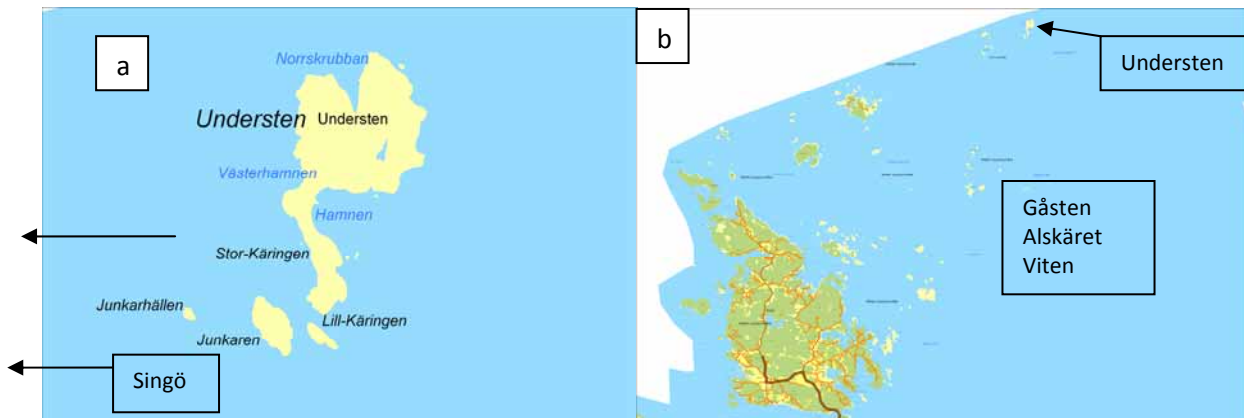 a
Norrskrubban
Understen Understen
Västerhamnen
Hamnen
Stor-Käringen
Junkarhällen
Lill-Käringen
Junkaren
Singö
b
Understen
Gåsten
Alskäret
Viten